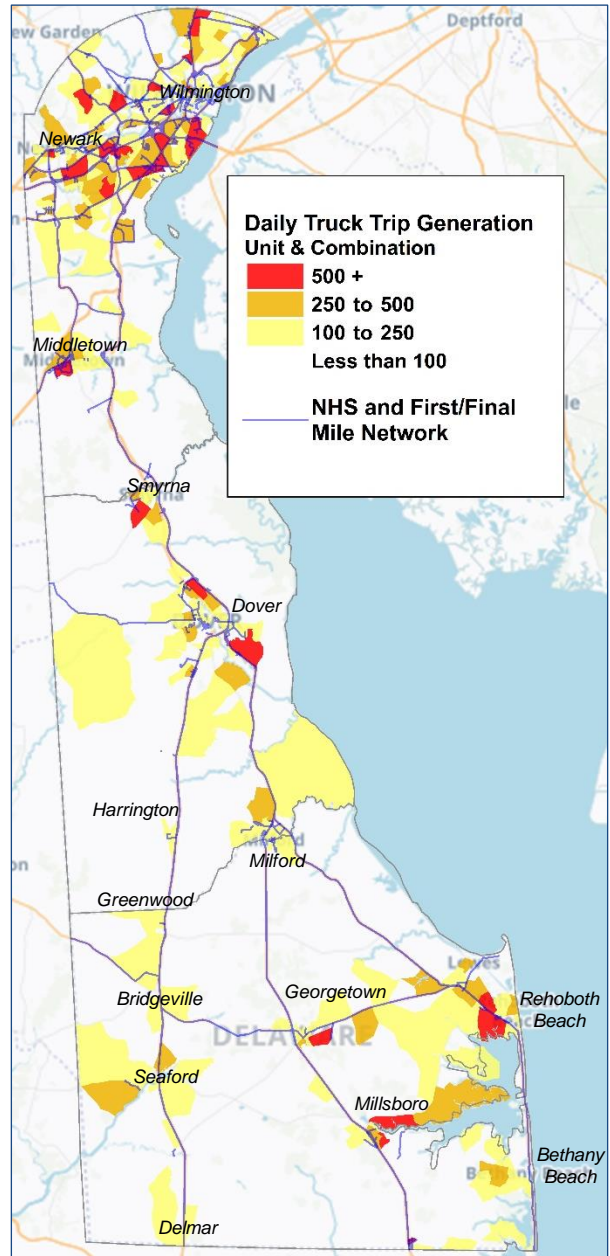 Deptford
Wilmington
Newark
Daily Truck Trip Generation
Unit & Combination
500 +
250 to 500
100 to 250
Less than 100
NHS and First/Final
Mile Network
Middletown
Smyrna
Dover
Harrington
Milford
Greenwood
Lewes
Bridgeville
Georgetown
Rehoboth
Beach
DELAWARE
Seaford
Millsboro
Bethany
Beach
Delmar